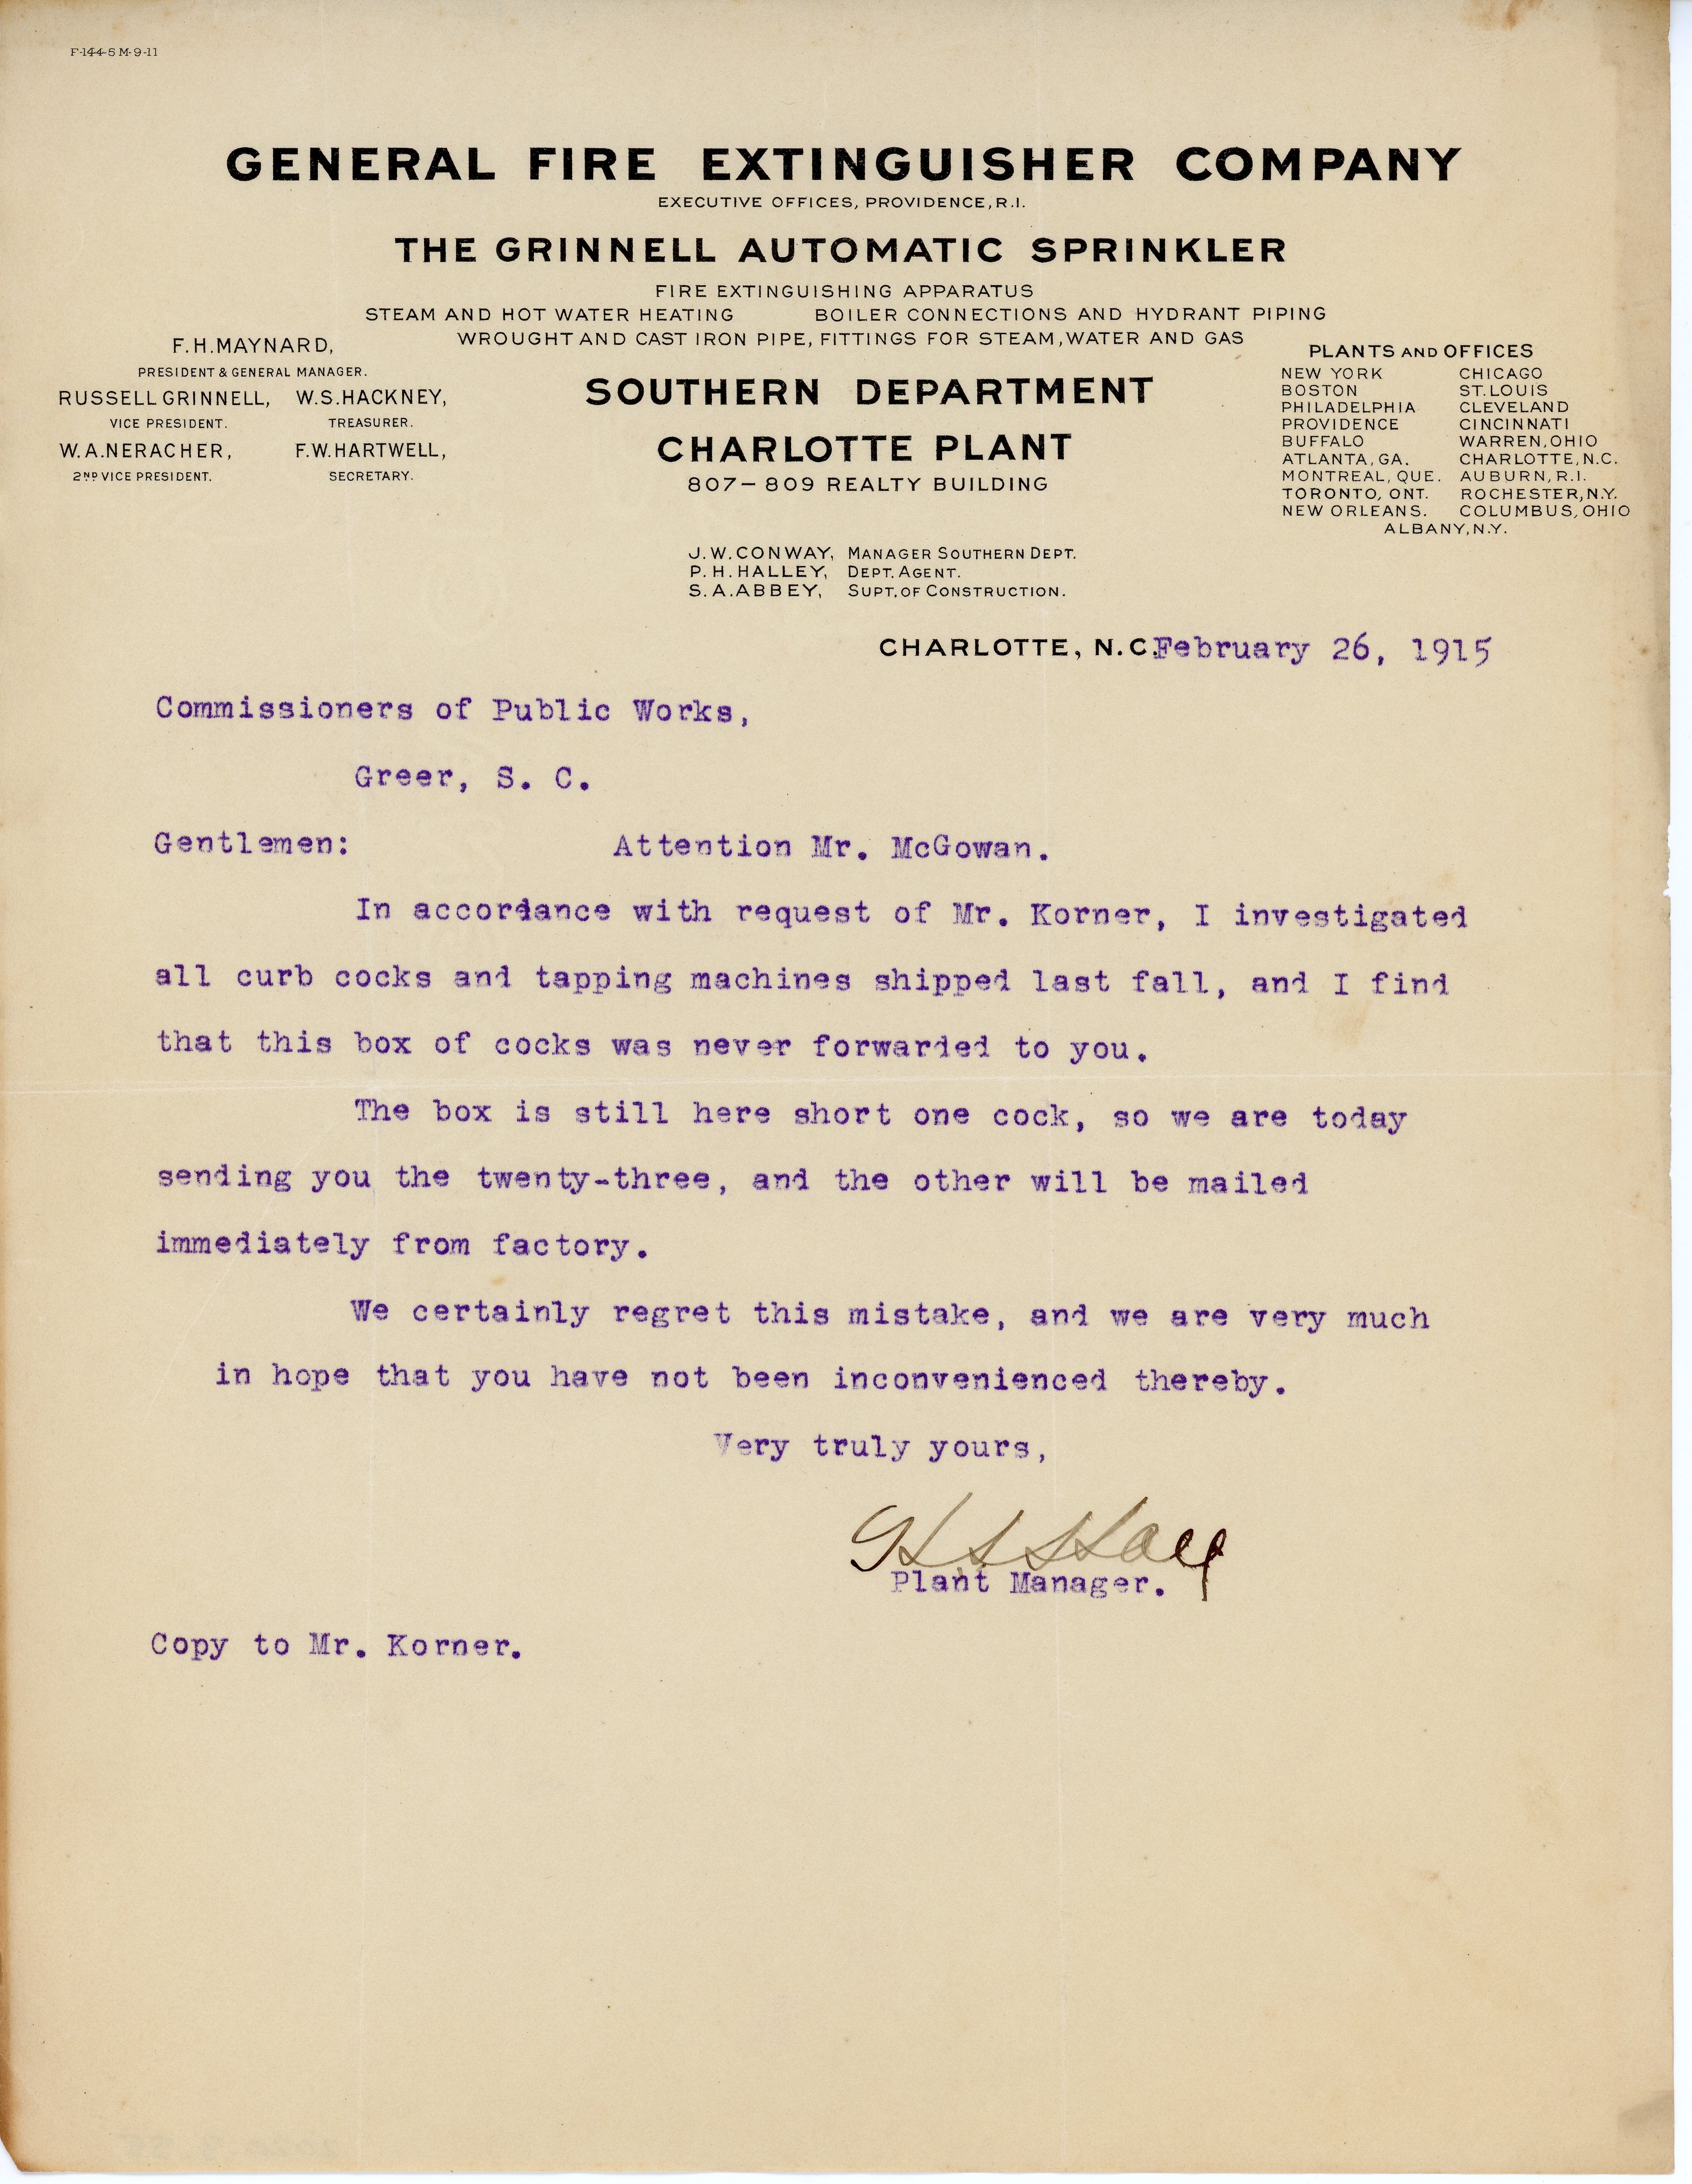 F-144-5 M-9-11
GENERAL FIRE EXTINGUISHER COMPANY
EXECUTIVE OFFICES, PROVIDENCE, R.I.
THE GRINNELL AUTOMATIC SPRINKLER
FIRE EXTINGUISHING APPARATUS
STEAM AND HOT WATER HEATING BOILER CONNECTIONS AND HYDRANT PIPING
WROUGHT AND CAST IRON PIPE, FITTINGS FOR STEAM, WATER AND GAS
F.H.MAYNARD,
PRESIDENT & GENERAL MANAGER.
RUSSELL GRINNELL, W.S.HACKNEY,
VICE PRESIDENT. TREASURER.
W.A.NERACHER, F.W.HARTWELL,
2ND VICE PRESIDENT. SECRETARY.
SOUTHERN DEPARTMENT
CHARLOTTE PLANT
807-809 REALTY BUILDING
PLANTS AND OFFICES
NEW YORK CHICAGO
BOSTON ST.LOUIS
PHILADELPHIA CLEVELAND
PROVIDENCE CINCINNATI
BUFFALO WARREN, OHIO
ATLANTA, GA. CHARLOTTE, N.C.
MONTREAL, QUE. AUBURN, R.I.
TORONTO, ONT. ROCHESTER, N.Y.
NEW ORLEANS. COLUMBUS, OHIO
ALBANY, N.Y.
J.W.CONWAY, MANAGER SOUTHERN DEPT.
P.H.HALLEY, DEPT. AGENT.
S.A.ABBEY, SUPT. OF CONSTRUCTION.
CHARLOTTE, N.C. February 26, 1915
Commissioners of Public Works,
Greer, S. C.
Gentlemen: Attention Mr. McGowan.
In accordance with request of Mr. Korner, I investigated
all curb cocks and tapping machines shipped last fall, and I find
that this box of cocks was never forwarded to you.
The box is still here short one cock, so we are today
sending you the twenty-three, and the other will be mailed
immediately from factory.
We certainly regret this mistake, and we are very much
in hope that you have not been inconvenienced thereby.
Very truly yours,
Plant Manager.
Copy to Mr. Korner.